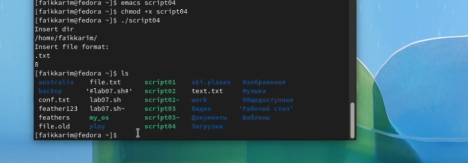 [faikkarim@fedora ~]$ emacs script04
[faikkarim@fedora ~]$ chmod +x script04
[faikkarim@fedora ~]$ ./script04
Insert dir
/home/faikkarim/
Insert file format:
.txt
8
[faikkarim@fedora ~]$ ls
australia file.txt script01 Изображения
backup '#lab07.sh#' script02 text.txt Музыка
conf.txt lab07.sh script02~ work Общедоступные
feather123 lab07.sh~ script03 Видео 'Рабочий стол'
feathers my_os script03~ Документы Шаблоны
file.old play script04 Загрузки
[faikkarim@fedora ~]$